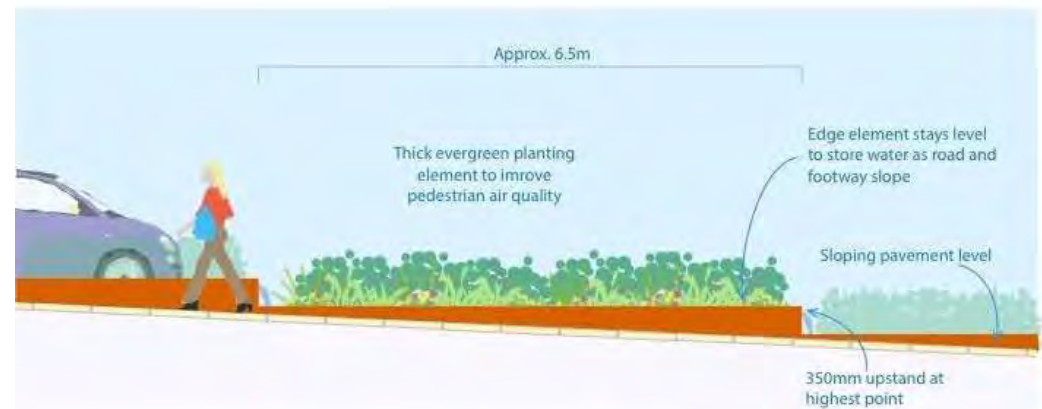 Approx. 6.5m
Thick evergreen planting
element to imrove
pedestrian air quality
Edge element stays level
to store water as road and
footway slope
Sloping pavement level
350mm upstand at
highest point